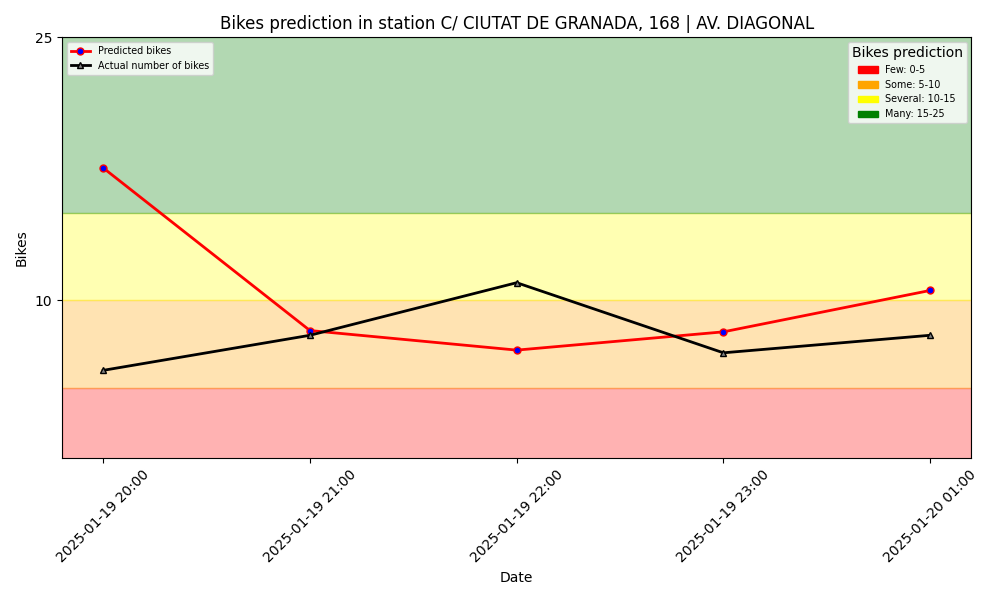 Bikes prediction in station C/ CIUTAT DE GRANADA, 168 | AV. DIAGONAL
25
Predicted bikes
Actual number of bikes
Bikes prediction
Few: 0-5
Some: 5-10
Several: 10-15
Many: 15-25
Bikes
10
2025-01-19 20:00
2025-01-19 21:00
2025-01-19 22:00
2025-01-19 23:00
2025-01-20 01:00
Date